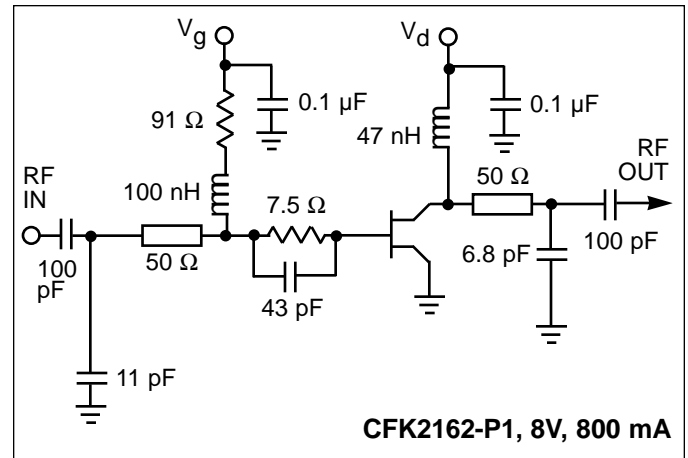 Vg
Vd
0.1 µF
0.1 µF
91 Ω
47 nH
RF
IN
100 nH
7.5 Ω
50 Ω
RF
OUT
100
pF
50 Ω
43 pF
6.8 pF
100 pF
11 pF
CFK2162-P1, 8V, 800 mA